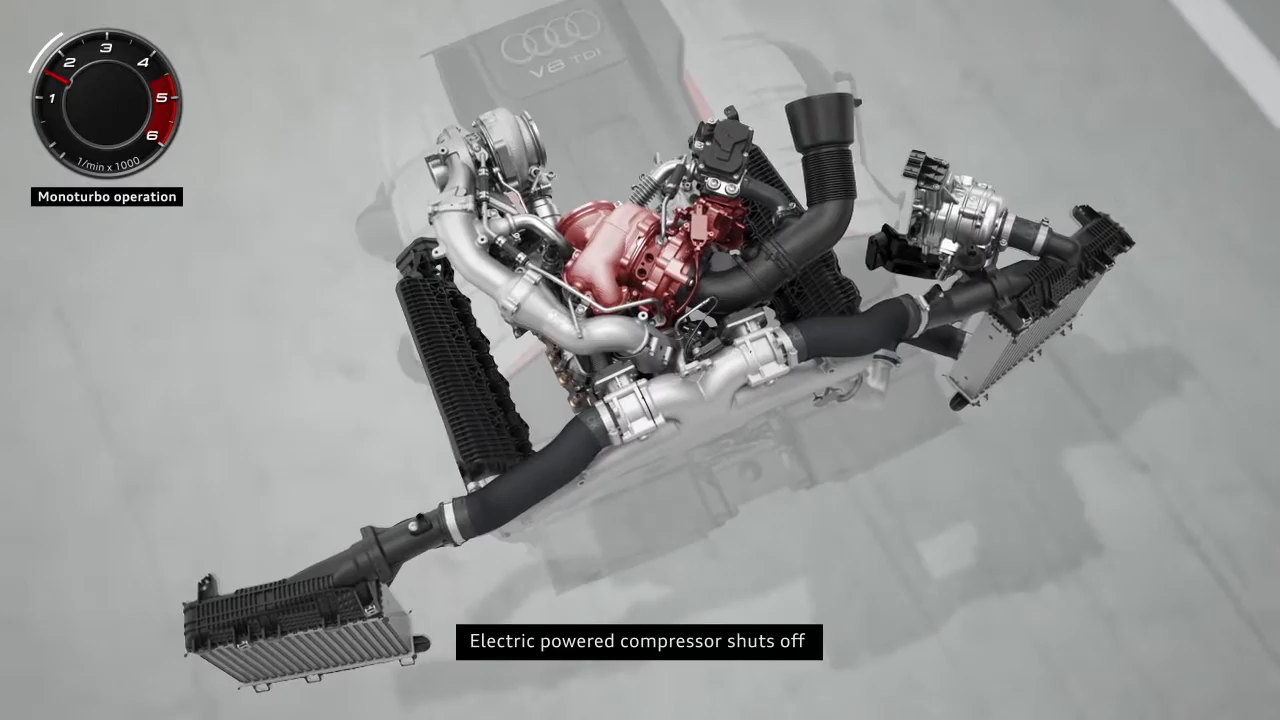 V8 TDI
3
2
4
1
5
6
1/min x 1000
Monoturbo operation
Electric powered compressor shuts off